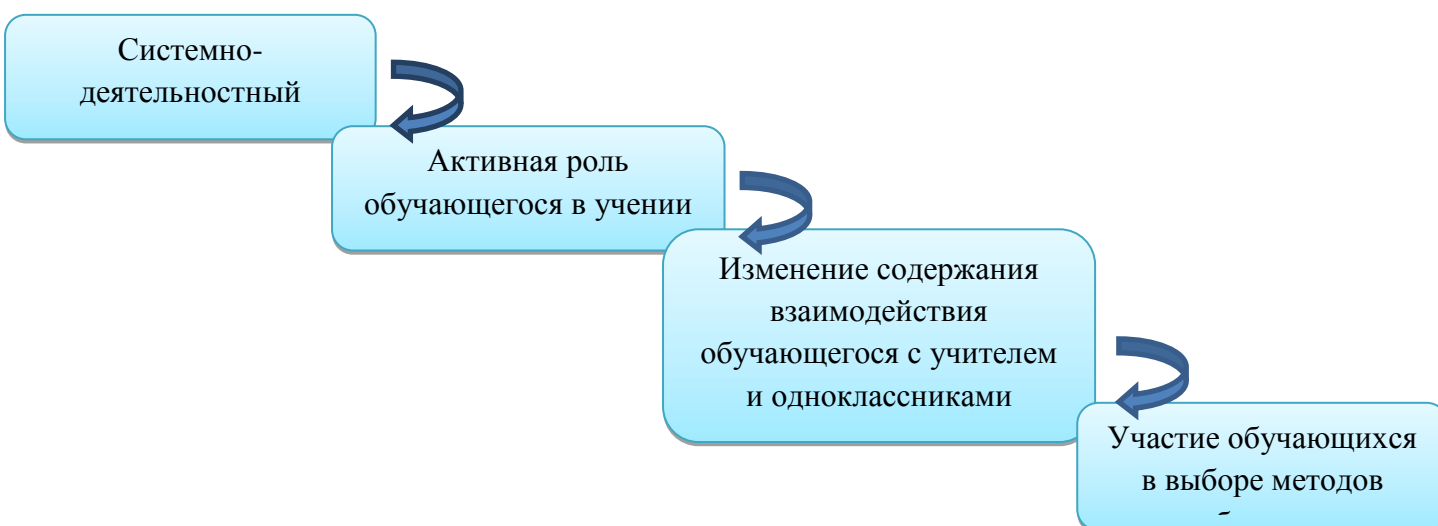 Системно-
деятельностный
Активная роль
обучающегося в учении
Изменение содержания
взаимодействия
обучающегося с учителем
и одноклассниками
Участие обучающихся
в выборе методов